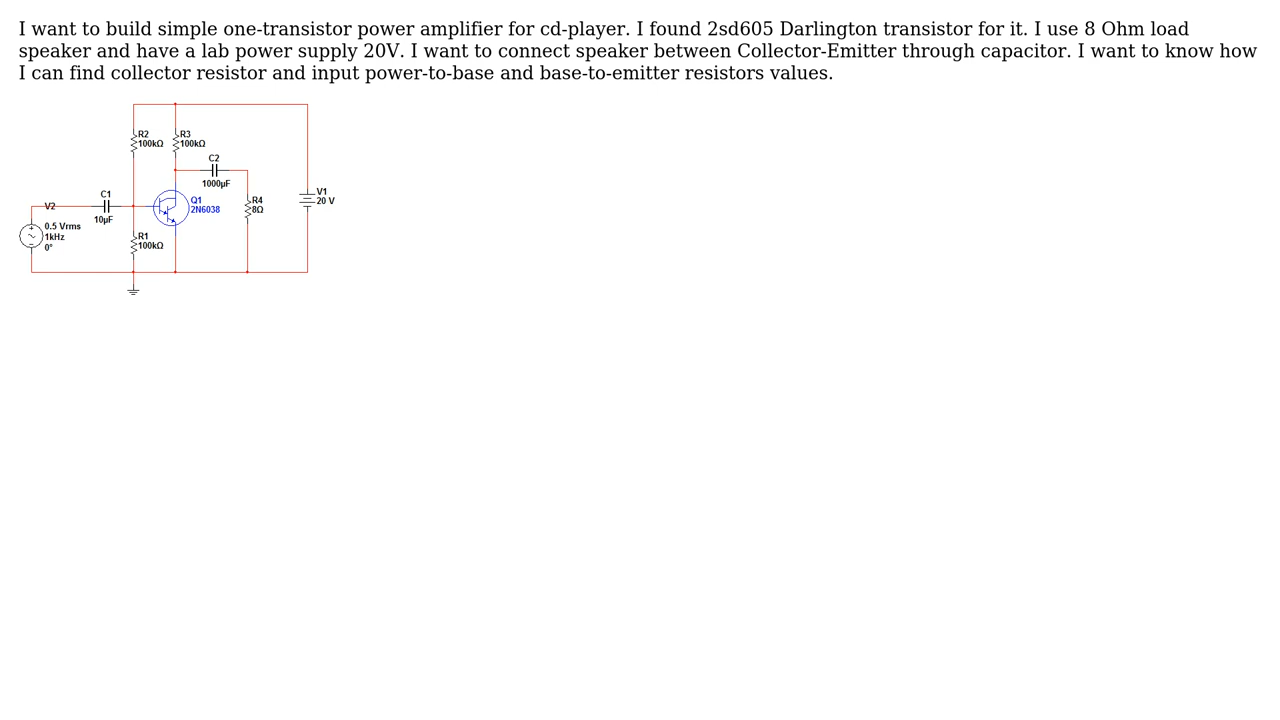 I want to build simple one-transistor power amplifier for cd-player. I found 2sd605 Darlington transistor for it. I use 8 Ohm load
speaker and have a lab power supply 20V. I want to connect speaker between Collector-Emitter through capacitor. I want to know how
I can find collector resistor and input power-to-base and base-to-emitter resistors values.
R2
100kΩ
R3
100kΩ
C2
1000µF
V1
20 V
C1
10µF
V2
0.5 Vrms
1kHz
0°
Q1
2N6038
R4
8Ω
R1
100kΩ